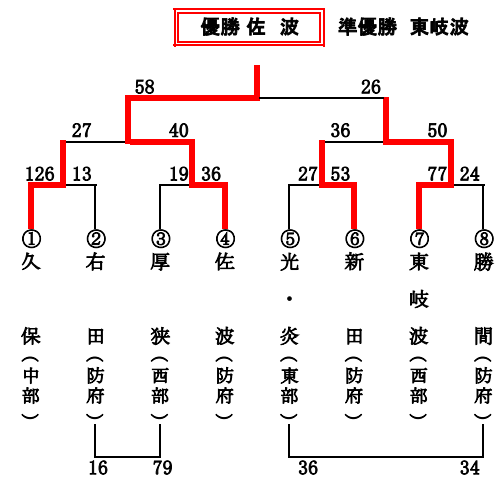 優勝 佐 波 準優勝 東岐波
58 26
27 40 36 50
126 13 19 36 27 53 77 24
① ② ③ ④ ⑤ ⑥ ⑦ ⑧
久保(中部)
右田(防府)
厚狭(西部)
佐波(防府)
光・炎(東部)
新田(防府)
東岐波(西部)
勝間(防府)
16 79 36 34